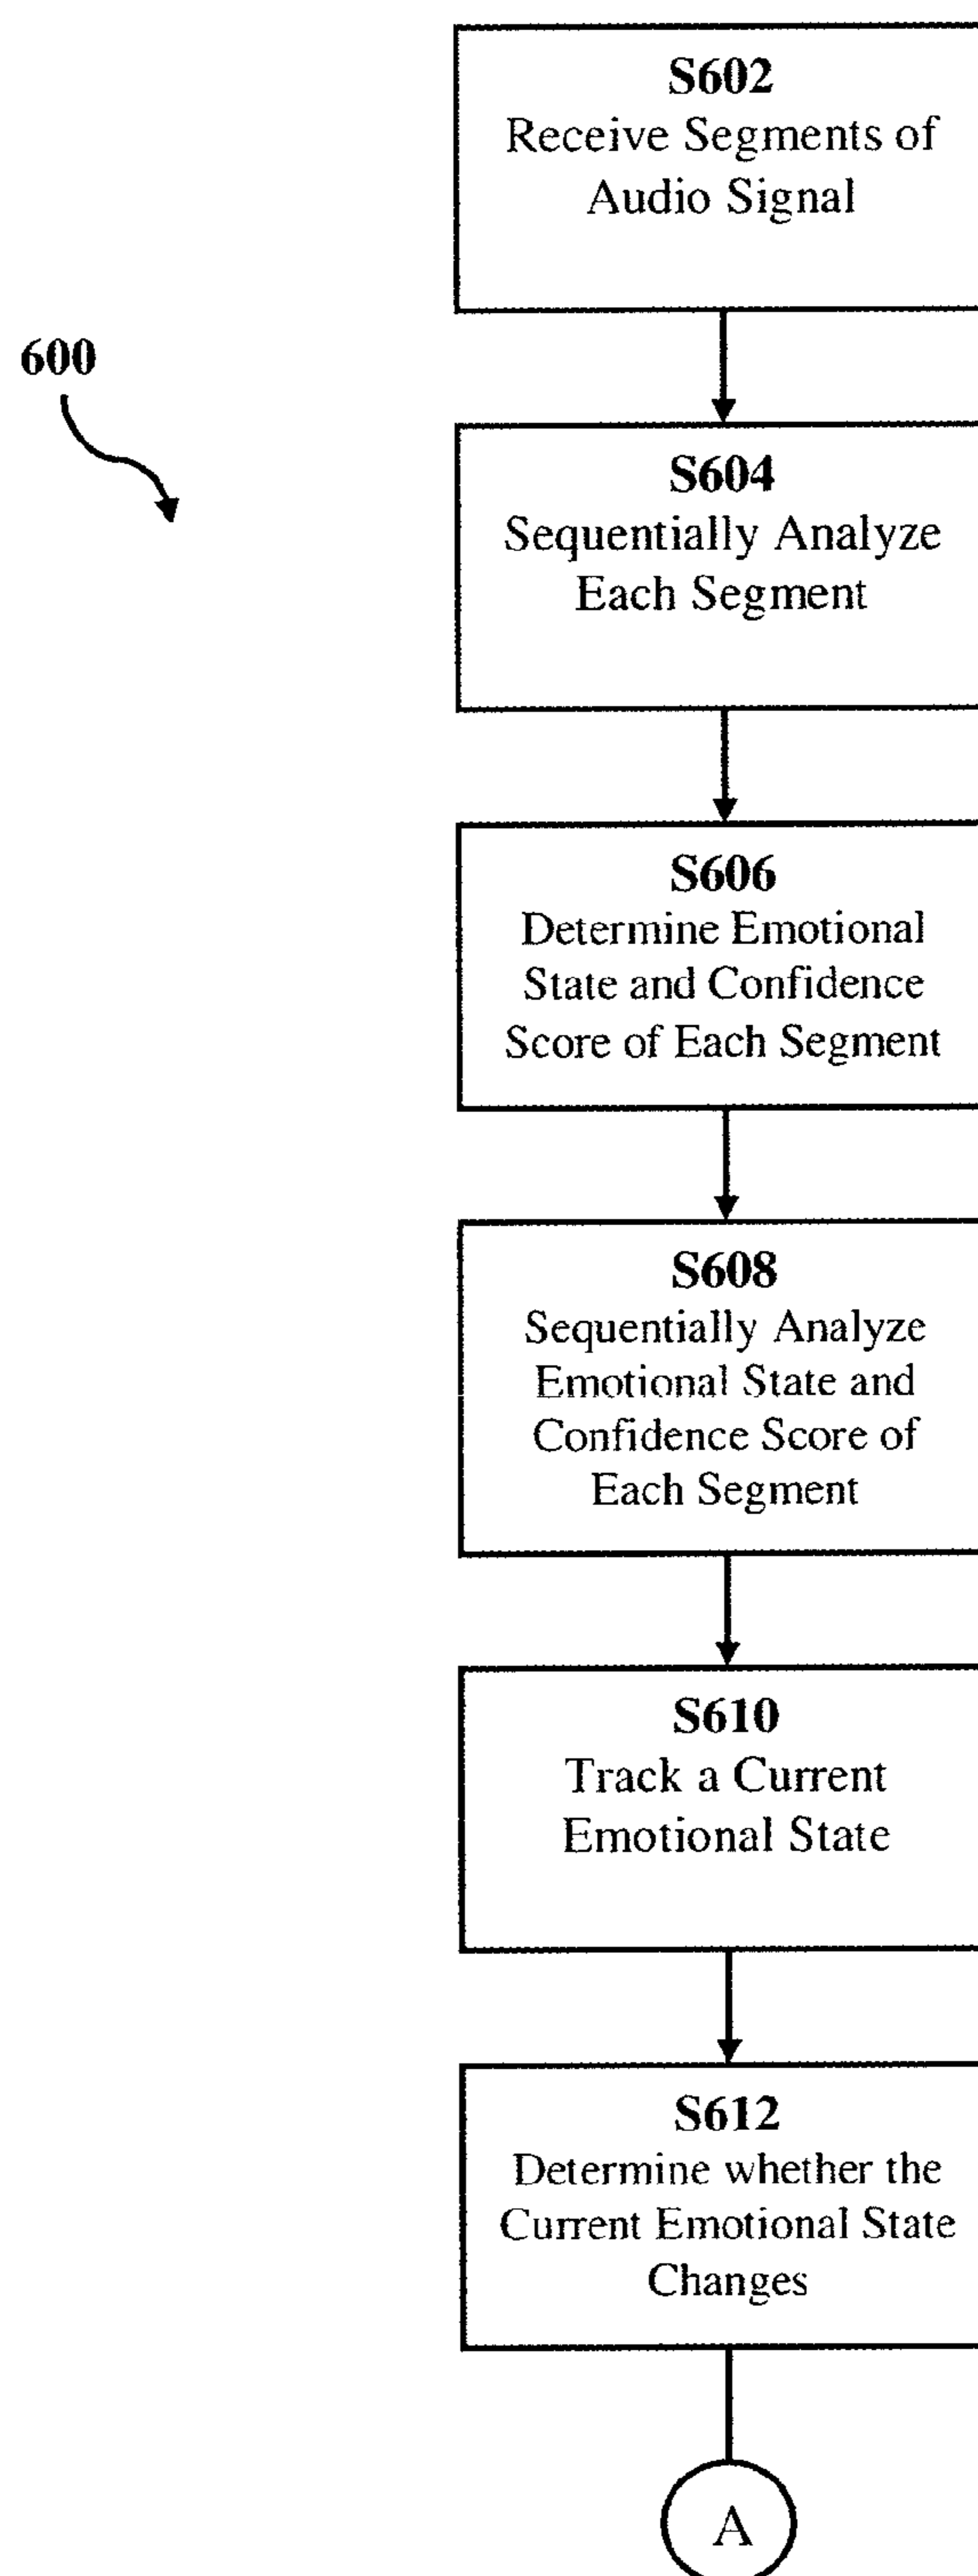 S602
Receive Segments of
Audio Signal
600
S604
Sequentially Analyze
Each Segment
S606
Determine Emotional
State and Confidence
Score of Each Segment
S608
Sequentially Analyze
Emotional State and
Confidence Score of
Each Segment
S610
Track a Current
Emotional State
S612
Determine whether the
Current Emotional State
Changes
A